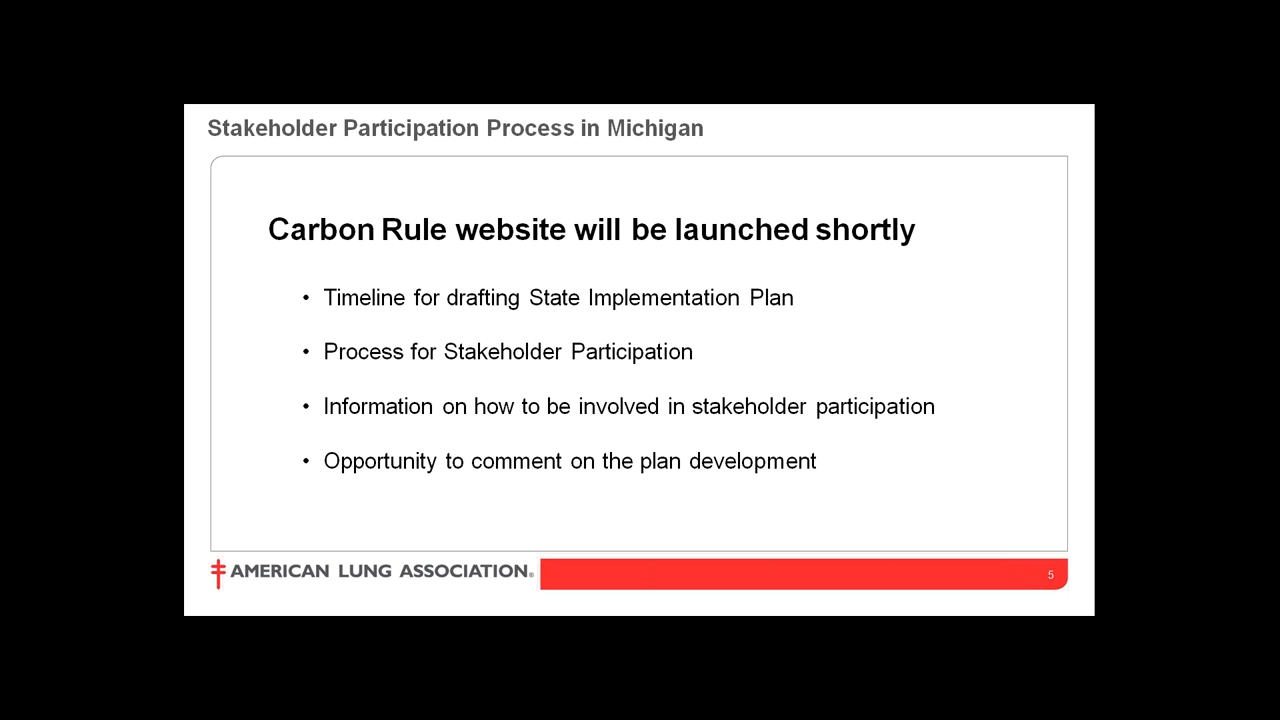 Stakeholder Participation Process in Michigan
Carbon Rule website will be launched shortly
• Timeline for drafting State Implementation Plan
• Process for Stakeholder Participation
• Information on how to be involved in stakeholder participation
• Opportunity to comment on the plan development
AMERICAN LUNG ASSOCIATION®
5